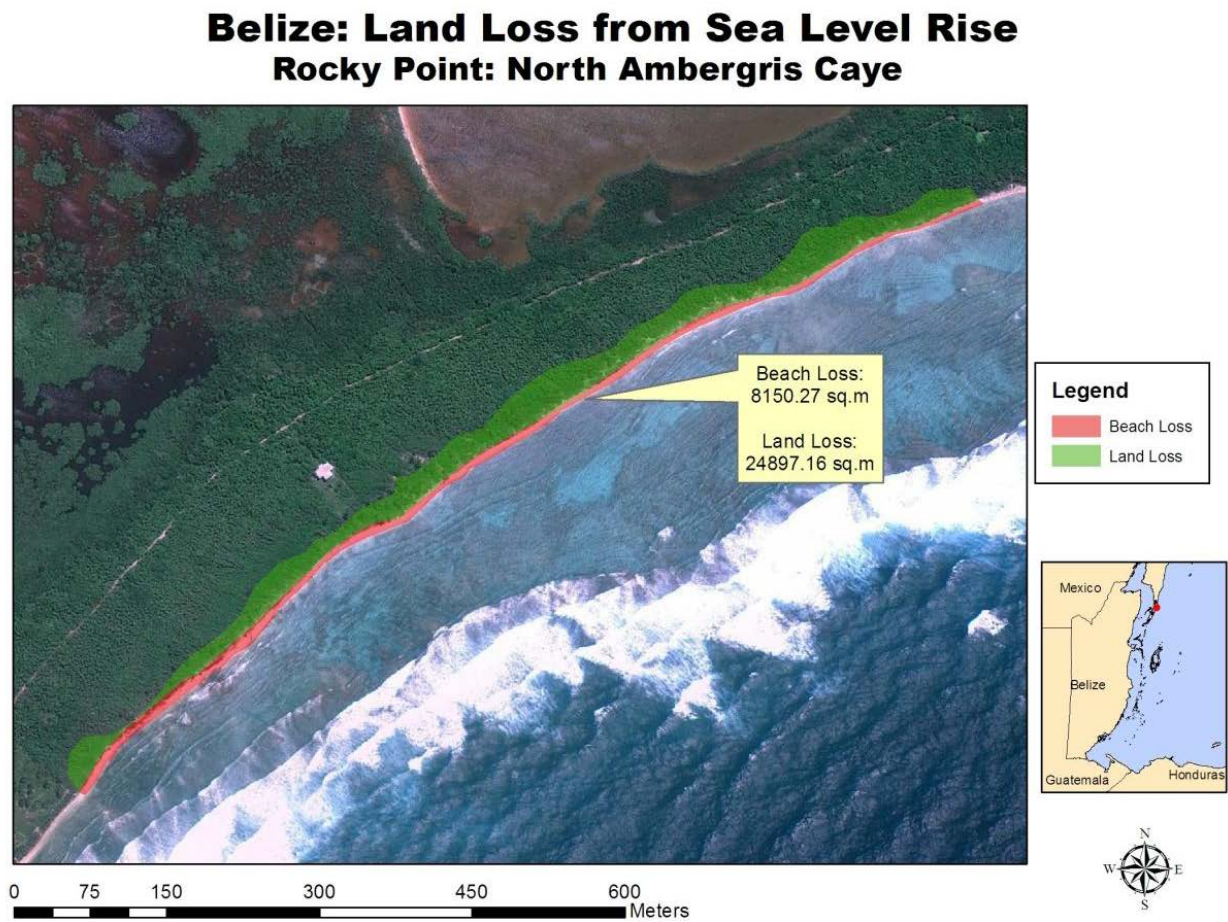 Belize: Land Loss from Sea Level Rise
Rocky Point: North Ambergris Caye
Beach Loss:
8150.27 sq.m
Land Loss:
24897.16 sq.m
Legend
Beach Loss
Land Loss
Mexico
Belize
Guatemala
Honduras
N
W
E
S
0 75 150 300 450 600
Meters